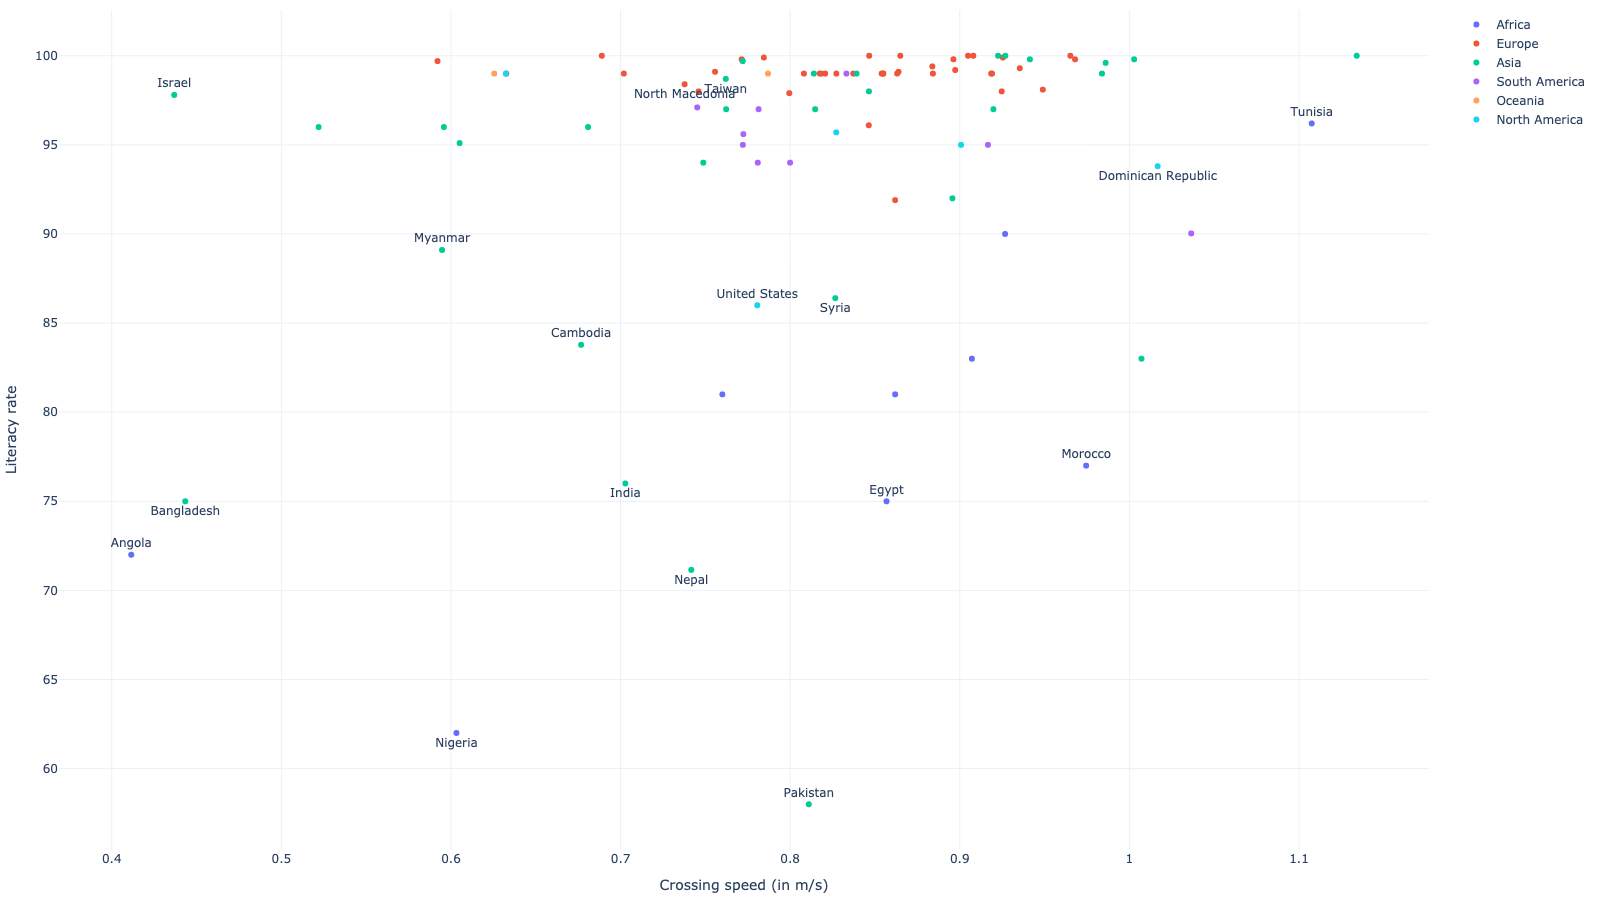 Africa
Europe
Asia
South America
Oceania
North America
Literacy rate
100
95
90
85
80
75
70
65
60
Israel
North Macedonia
Taiwan
Tunisia
Dominican Republic
Myanmar
United States
Syria
Cambodia
Morocco
India
Egypt
Bangladesh
Angola
Nepal
Nigeria
Pakistan
0.4
0.5
0.6
0.7
0.8
0.9
1
1.1
Crossing speed (in m/s)